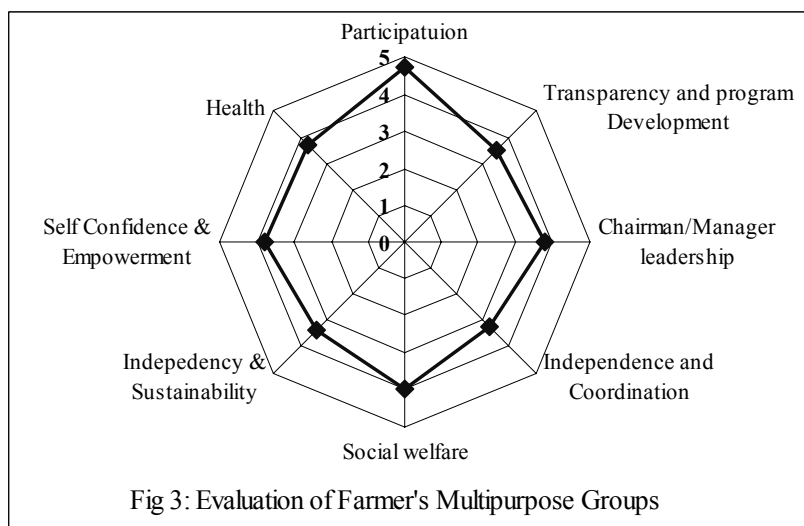 Participatuion
5
4
3
2
1
0
Transparency and program
Development
Chairman/Manager
leadership
Independence and
Coordination
Social welfare
Indepedency &
Sustainability
Self Confidence &
Empowerment
Health
Fig 3: Evaluation of Farmer's Multipurpose Groups